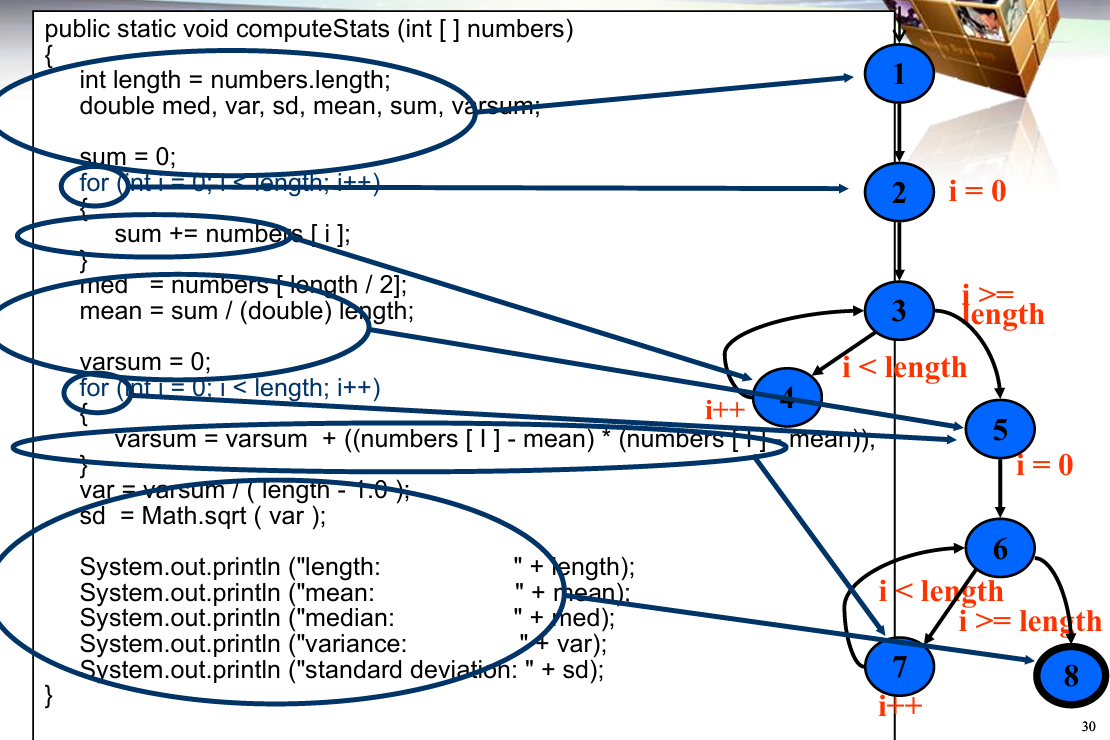 public static void computeStats (int [ ] numbers)
{
int length = numbers.length;
double med, var, sd, mean, sum, varsum;
sum = 0;
for (int i = 0; i < length; i++)
{
sum += numbers [ i ];
}
med = numbers [ length / 2];
mean = sum / (double) length;
varsum = 0;
for (int i = 0; i < length; i++)
{
varsum = varsum + ((numbers [ I ] - mean) * (numbers [ I ] - mean));
}
var = varsum / ( length - 1.0 );
sd = Math.sqrt ( var );
System.out.println ("length: " + length);
System.out.println ("mean: " + mean);
System.out.println ("median: " + med);
System.out.println ("variance: " + var);
System.out.println ("standard deviation: " + sd);
}
1
2
i = 0
3
i >=
length
i < length
4
i++
5
i = 0
6
i < length
i >= length
7
i++
8
30